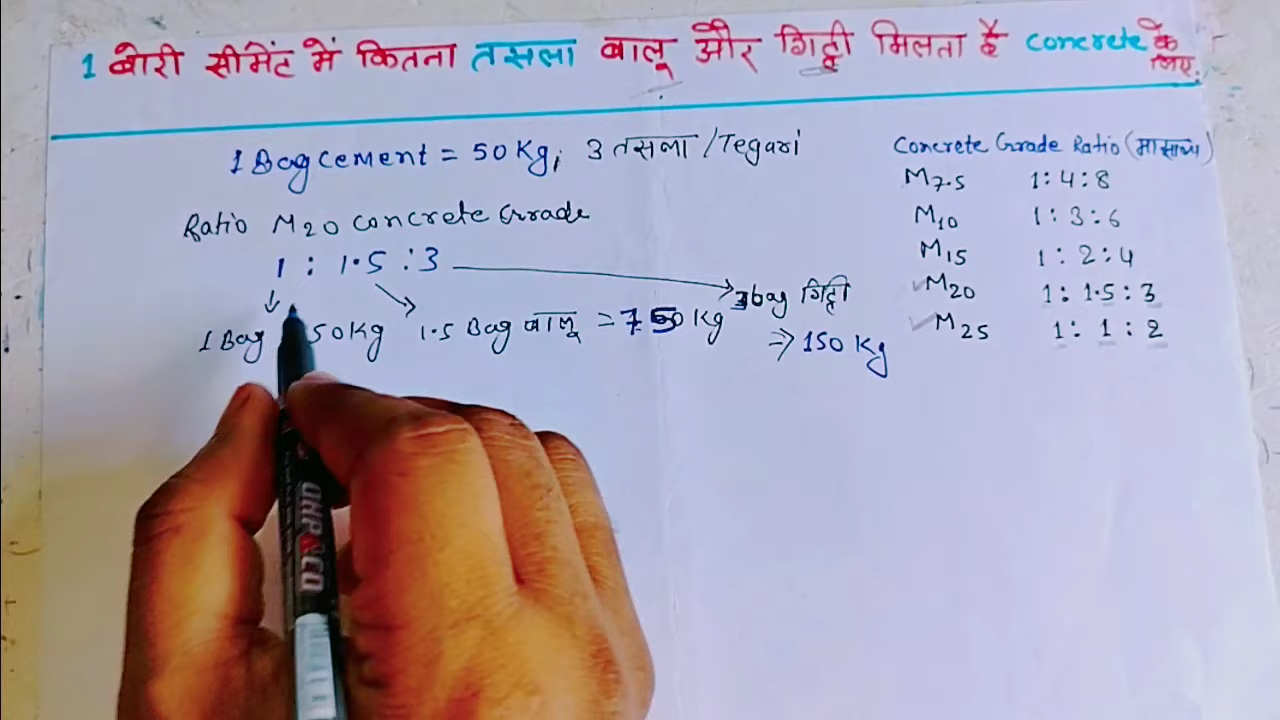 1 बोरी सीमेंट में कितना तसला बालू और गिट्टी मिलता है concrete के लिए.
1 Bag cement = 50 Kg, 3 तसला /Tegari
Ratio M20 concrete Grade
1 : 1.5 : 3
1 Bag 50 Kg
1.5 Bag बालू = 750 Kg
3 bag गिट्टी
⇒ 150 Kg
Concrete Grade Ratio (मासाग)
M7.5 1:4:8
M10 1:3:6
M15 1:2:4
M20 1:1.5:3
M25 1:1:2